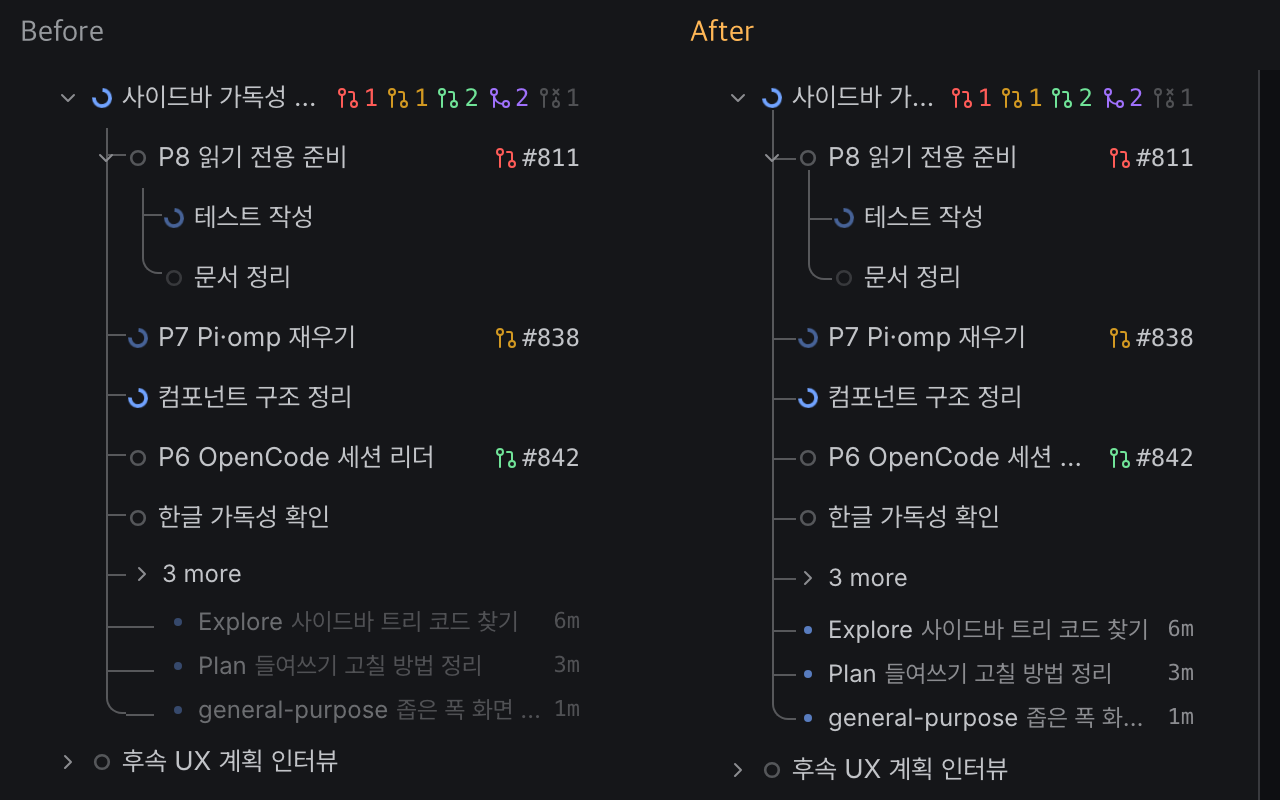 Before
사이드바 가독성 ... 1 1 2 2 1
P8 읽기 전용 준비 #811
테스트 작성
문서 정리
P7 Pi·omp 재우기 #838
컴포넌트 구조 정리
P6 OpenCode 세션 리더 #842
한글 가독성 확인
3 more
Explore 사이드바 트리 코드 찾기 6m
Plan 들여쓰기 고칠 방법 정리 3m
general-purpose 좁은 폭 화면 ... 1m
후속 UX 계획 인터뷰
After
사이드바 가... 1 1 2 2 1
P8 읽기 전용 준비 #811
테스트 작성
문서 정리
P7 Pi·omp 재우기 #838
컴포넌트 구조 정리
P6 OpenCode 세션 ... #842
한글 가독성 확인
3 more
Explore 사이드바 트리 코드 찾기 6m
Plan 들여쓰기 고칠 방법 정리 3m
general-purpose 좁은 폭 화... 1m
후속 UX 계획 인터뷰